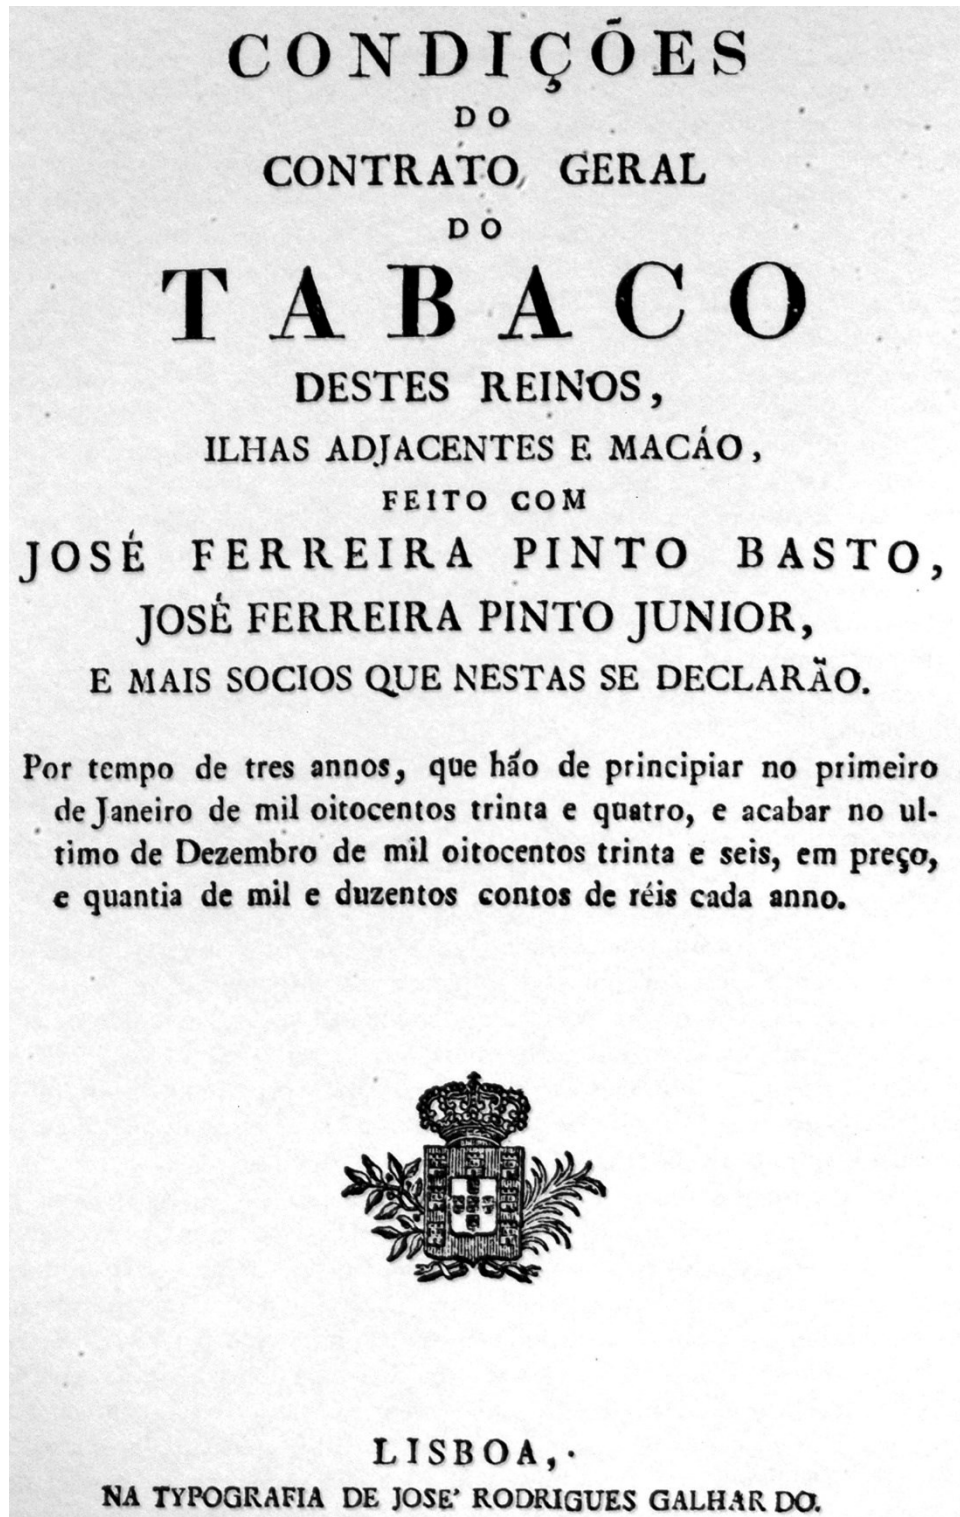 CONDIÇÕES
DO
CONTRATO GERAL
DO
TABACO
DESTES REINOS,
ILHAS ADJACENTES E MACÁO,
FEITO COM
JOSÉ FERREIRA PINTO BASTO,
JOSÉ FERREIRA PINTO JUNIOR,
E MAIS SOCIOS QUE NESTAS SE DECLARÃO.
Por tempo de tres annos, que hão de principiar no primeiro
de Janeiro de mil oitocentos trinta e quatro, e acabar no ul-
timo de Dezembro de mil oitocentos trinta e seis, em preço,
e quantia de mil e duzentos contos de réis cada anno.
LISBOA,
NA TYPOGRAFIA DE JOSE' RODRIGUES GALHARDO.